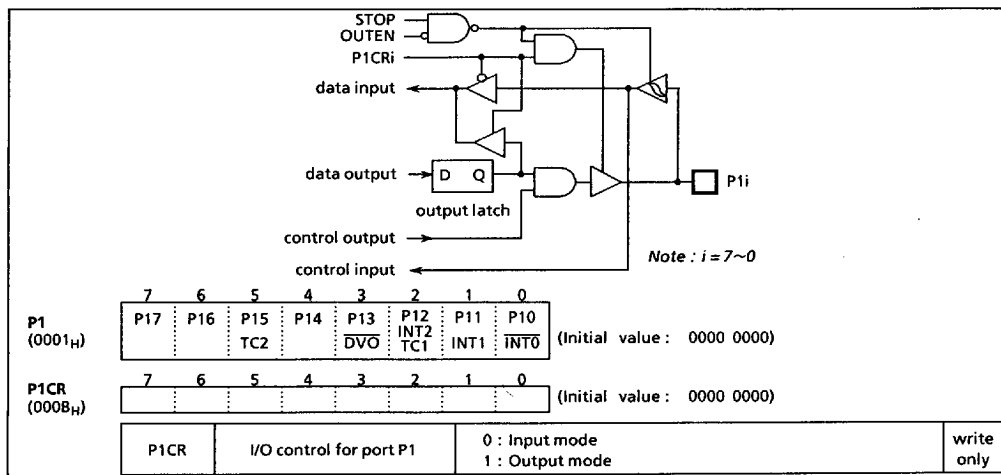 STOP
OUTEN
P1CRi
data input
data output
D Q
output latch
P1i
control output
control input
Note : i = 7~0
7 6 5 4 3 2 1 0
P1
(0001H)
P17 P16 P15 P14 P13 P12 P11 P10
TC2 DVO INT2 TC1 INT1 INT0
(Initial value : 0000 0000)
7 6 5 4 3 2 1 0
P1CR
(000BH)
(Initial value : 0000 0000)
P1CR
I/O control for port P1
0 : Input mode
1 : Output mode
write
only